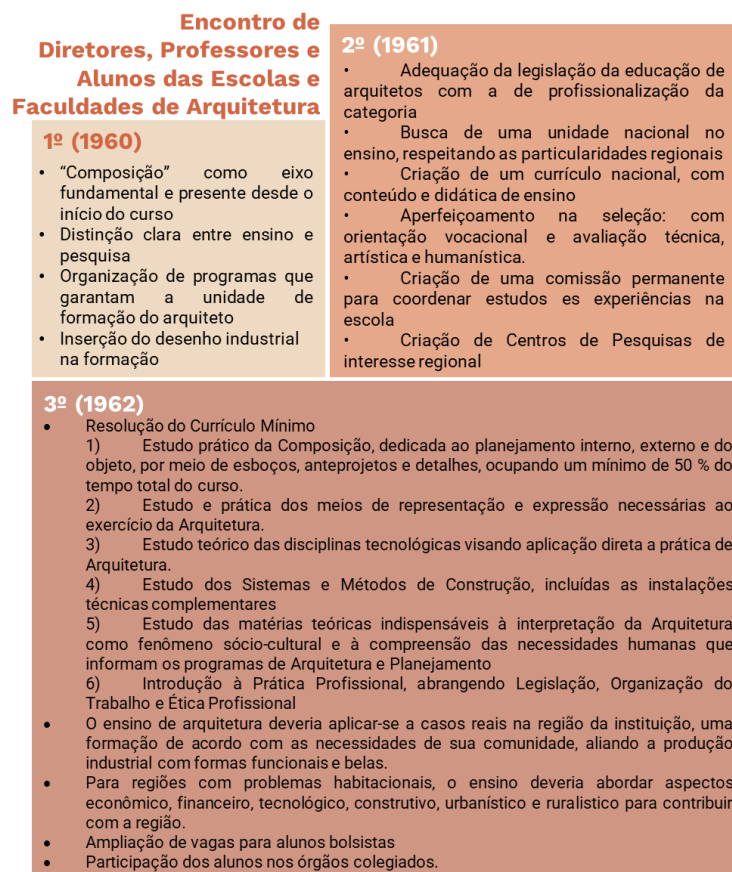 Encontro de
Diretores, Professores e
Alunos das Escolas e
Faculdades de Arquitetura
1º (1960)
• “Composição” como eixo
fundamental e presente desde o
início do curso
• Distinção clara entre ensino e
pesquisa
• Organização de programas que
garantam a unidade de
formação do arquiteto
• Inserção do desenho industrial
na formação
2º (1961)
• Adequação da legislação da educação de
arquitetos com a de profissionalização da
categoria
• Busca de uma unidade nacional no
ensino, respeitando as particularidades regionais
• Criação de um currículo nacional, com
conteúdo e didática de ensino
• Aperfeiçoamento na seleção: com
orientação vocacional e avaliação técnica,
artística e humanística.
• Criação de uma comissão permanente
para coordenar estudos es experiências na
escola
• Criação de Centros de Pesquisas de
interesse regional
3º (1962)
• Resolução do Currículo Mínimo
1) Estudo prático da Composição, dedicada ao planejamento interno, externo e do
objeto, por meio de esboços, anteprojetos e detalhes, ocupando um mínimo de 50 % do
tempo total do curso.
2) Estudo e prática dos meios de representação e expressão necessárias ao
exercício da Arquitetura.
3) Estudo teórico das disciplinas tecnológicas visando aplicação direta a prática de
Arquitetura.
4) Estudo dos Sistemas e Métodos de Construção, incluídas as instalações
técnicas complementares
5) Estudo das matérias teóricas indispensáveis à interpretação da Arquitetura
como fenômeno sócio-cultural e à compreensão das necessidades humanas que
informam os programas de Arquitetura e Planejamento
6) Introdução à Prática Profissional, abrangendo Legislação, Organização do
Trabalho e Ética Profissional
• O ensino de arquitetura deveria aplicar-se a casos reais na região da instituição, uma
formação de acordo com as necessidades de sua comunidade, aliando a produção
industrial com formas funcionais e belas.
• Para regiões com problemas habitacionais, o ensino deveria abordar aspectos
econômico, financeiro, tecnológico, construtivo, urbanístico e ruralistico para contribuir
com a região.
• Ampliação de vagas para alunos bolsistas
• Participação dos alunos nos órgãos colegiados.